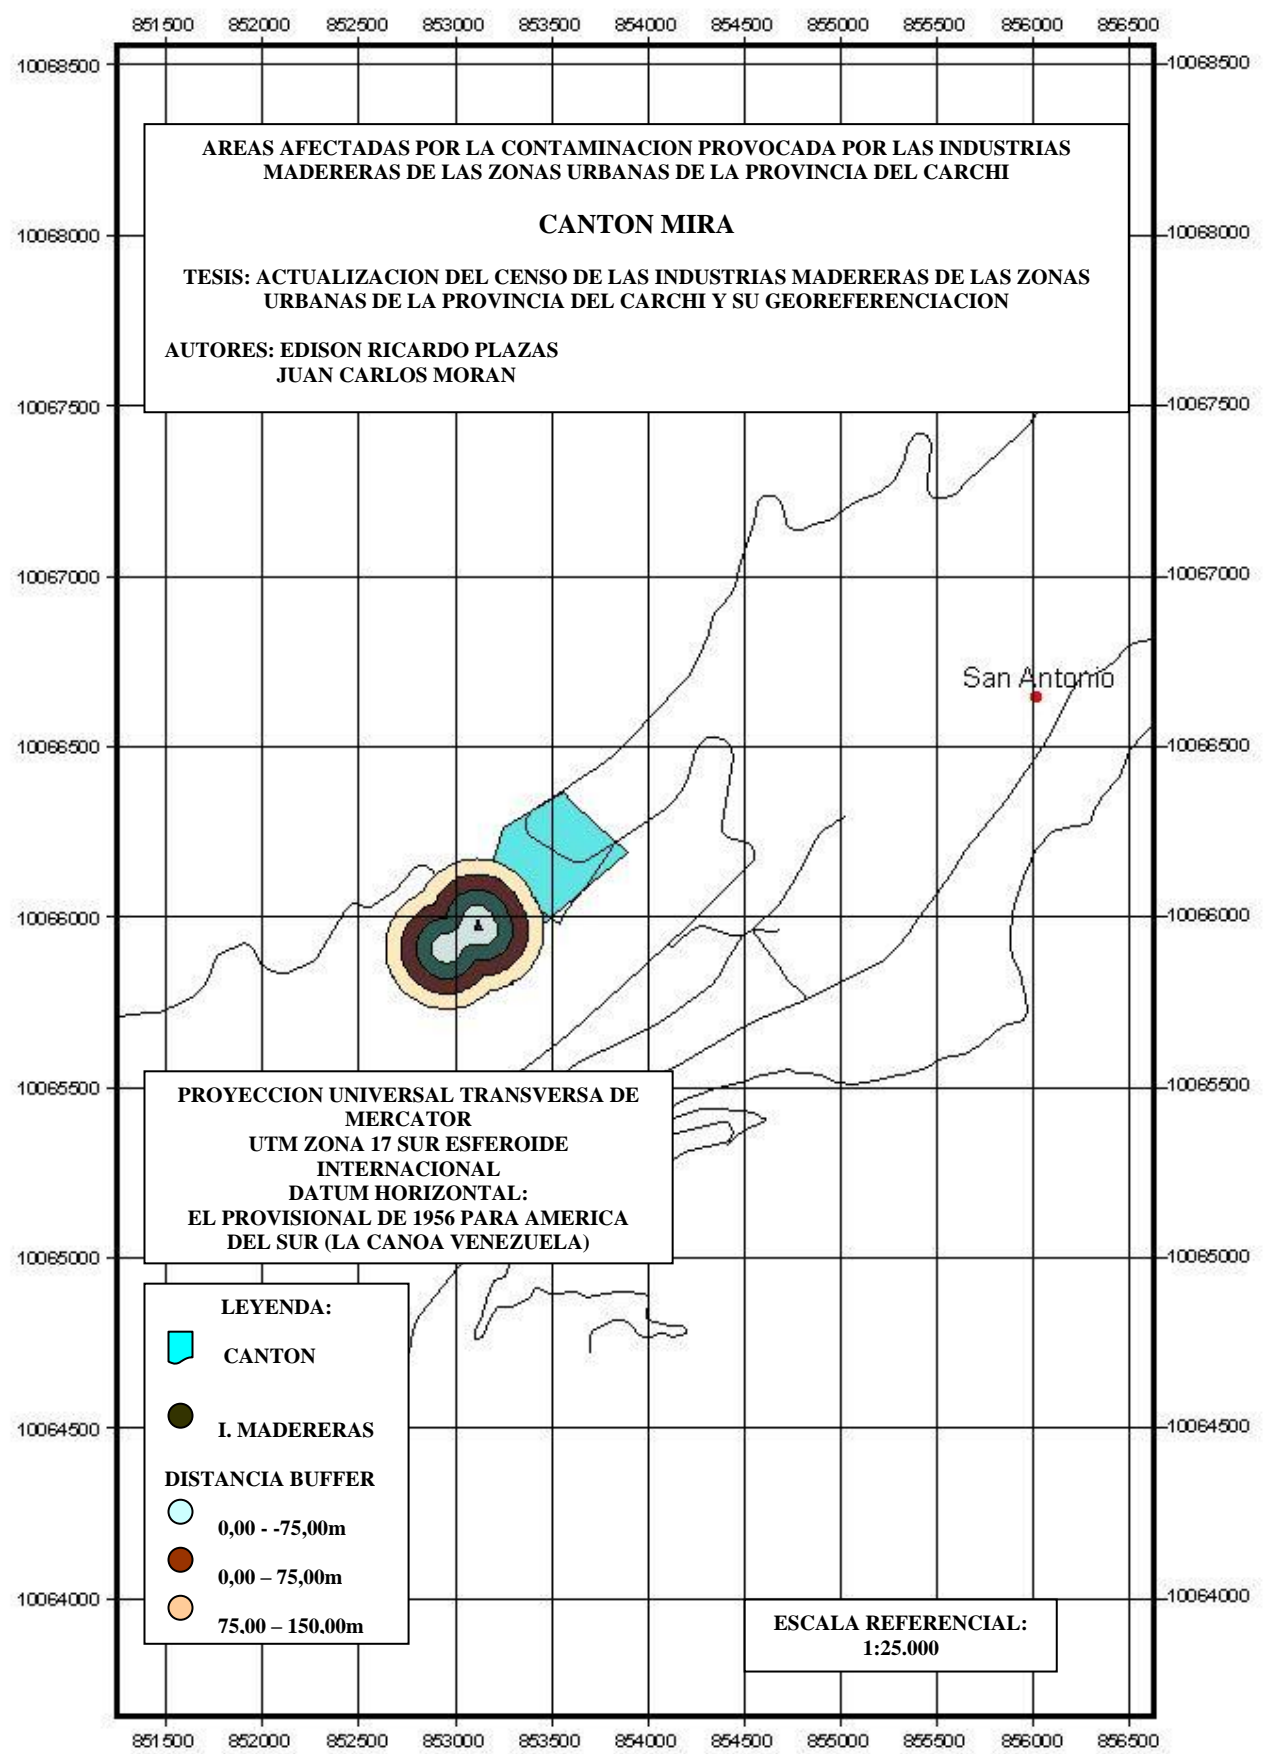 851500 852000 852500 853000 853500 854000 854500 855000 855500 856000 856500
10068500 10068500
AREAS AFECTADAS POR LA CONTAMINACION PROVOCADA POR LAS INDUSTRIAS
MADERERAS DE LAS ZONAS URBANAS DE LA PROVINCIA DEL CARCHI
CANTON MIRA
10068000 10068000
TESIS: ACTUALIZACION DEL CENSO DE LAS INDUSTRIAS MADERERAS DE LAS ZONAS
URBANAS DE LA PROVINCIA DEL CARCHI Y SU GEOREFERENCIACION
AUTORES: EDISON RICARDO PLAZAS
JUAN CARLOS MORAN
10067500 10067500
10067000 10067000
San Antonio
10066500 10066500
10066000 10066000
10065500 10065500
PROYECCION UNIVERSAL TRANSVERSA DE
MERCATOR
UTM ZONA 17 SUR ESFEROIDE
INTERNACIONAL
DATUM HORIZONTAL:
EL PROVISIONAL DE 1956 PARA AMERICA
DEL SUR (LA CANOA VENEZUELA)
10065000 10065000
LEYENDA:
CANTON
I. MADERERAS
10064500 10064500
DISTANCIA BUFFER
0,00 - -75,00m
0,00 – 75,00m
75,00 – 150,00m
10064000 10064000
ESCALA REFERENCIAL:
1:25.000
851500 852000 852500 853000 853500 854000 854500 855000 855500 856000 856500